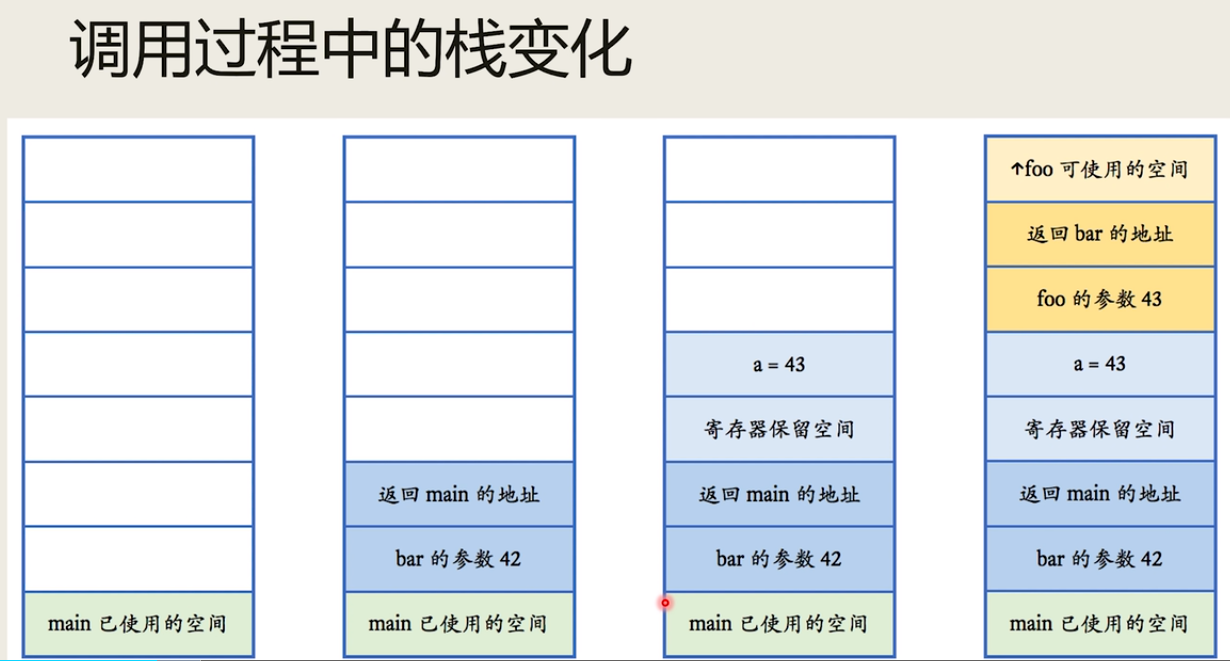 调用过程中的栈变化
main 已使用的空间
返回 main 的地址
bar 的参数 42
main 已使用的空间
a = 43
寄存器保留空间
返回 main 的地址
bar 的参数 42
main 已使用的空间
↑foo 可使用的空间
返回 bar 的地址
foo 的参数 43
a = 43
寄存器保留空间
返回 main 的地址
bar 的参数 42
main 已使用的空间